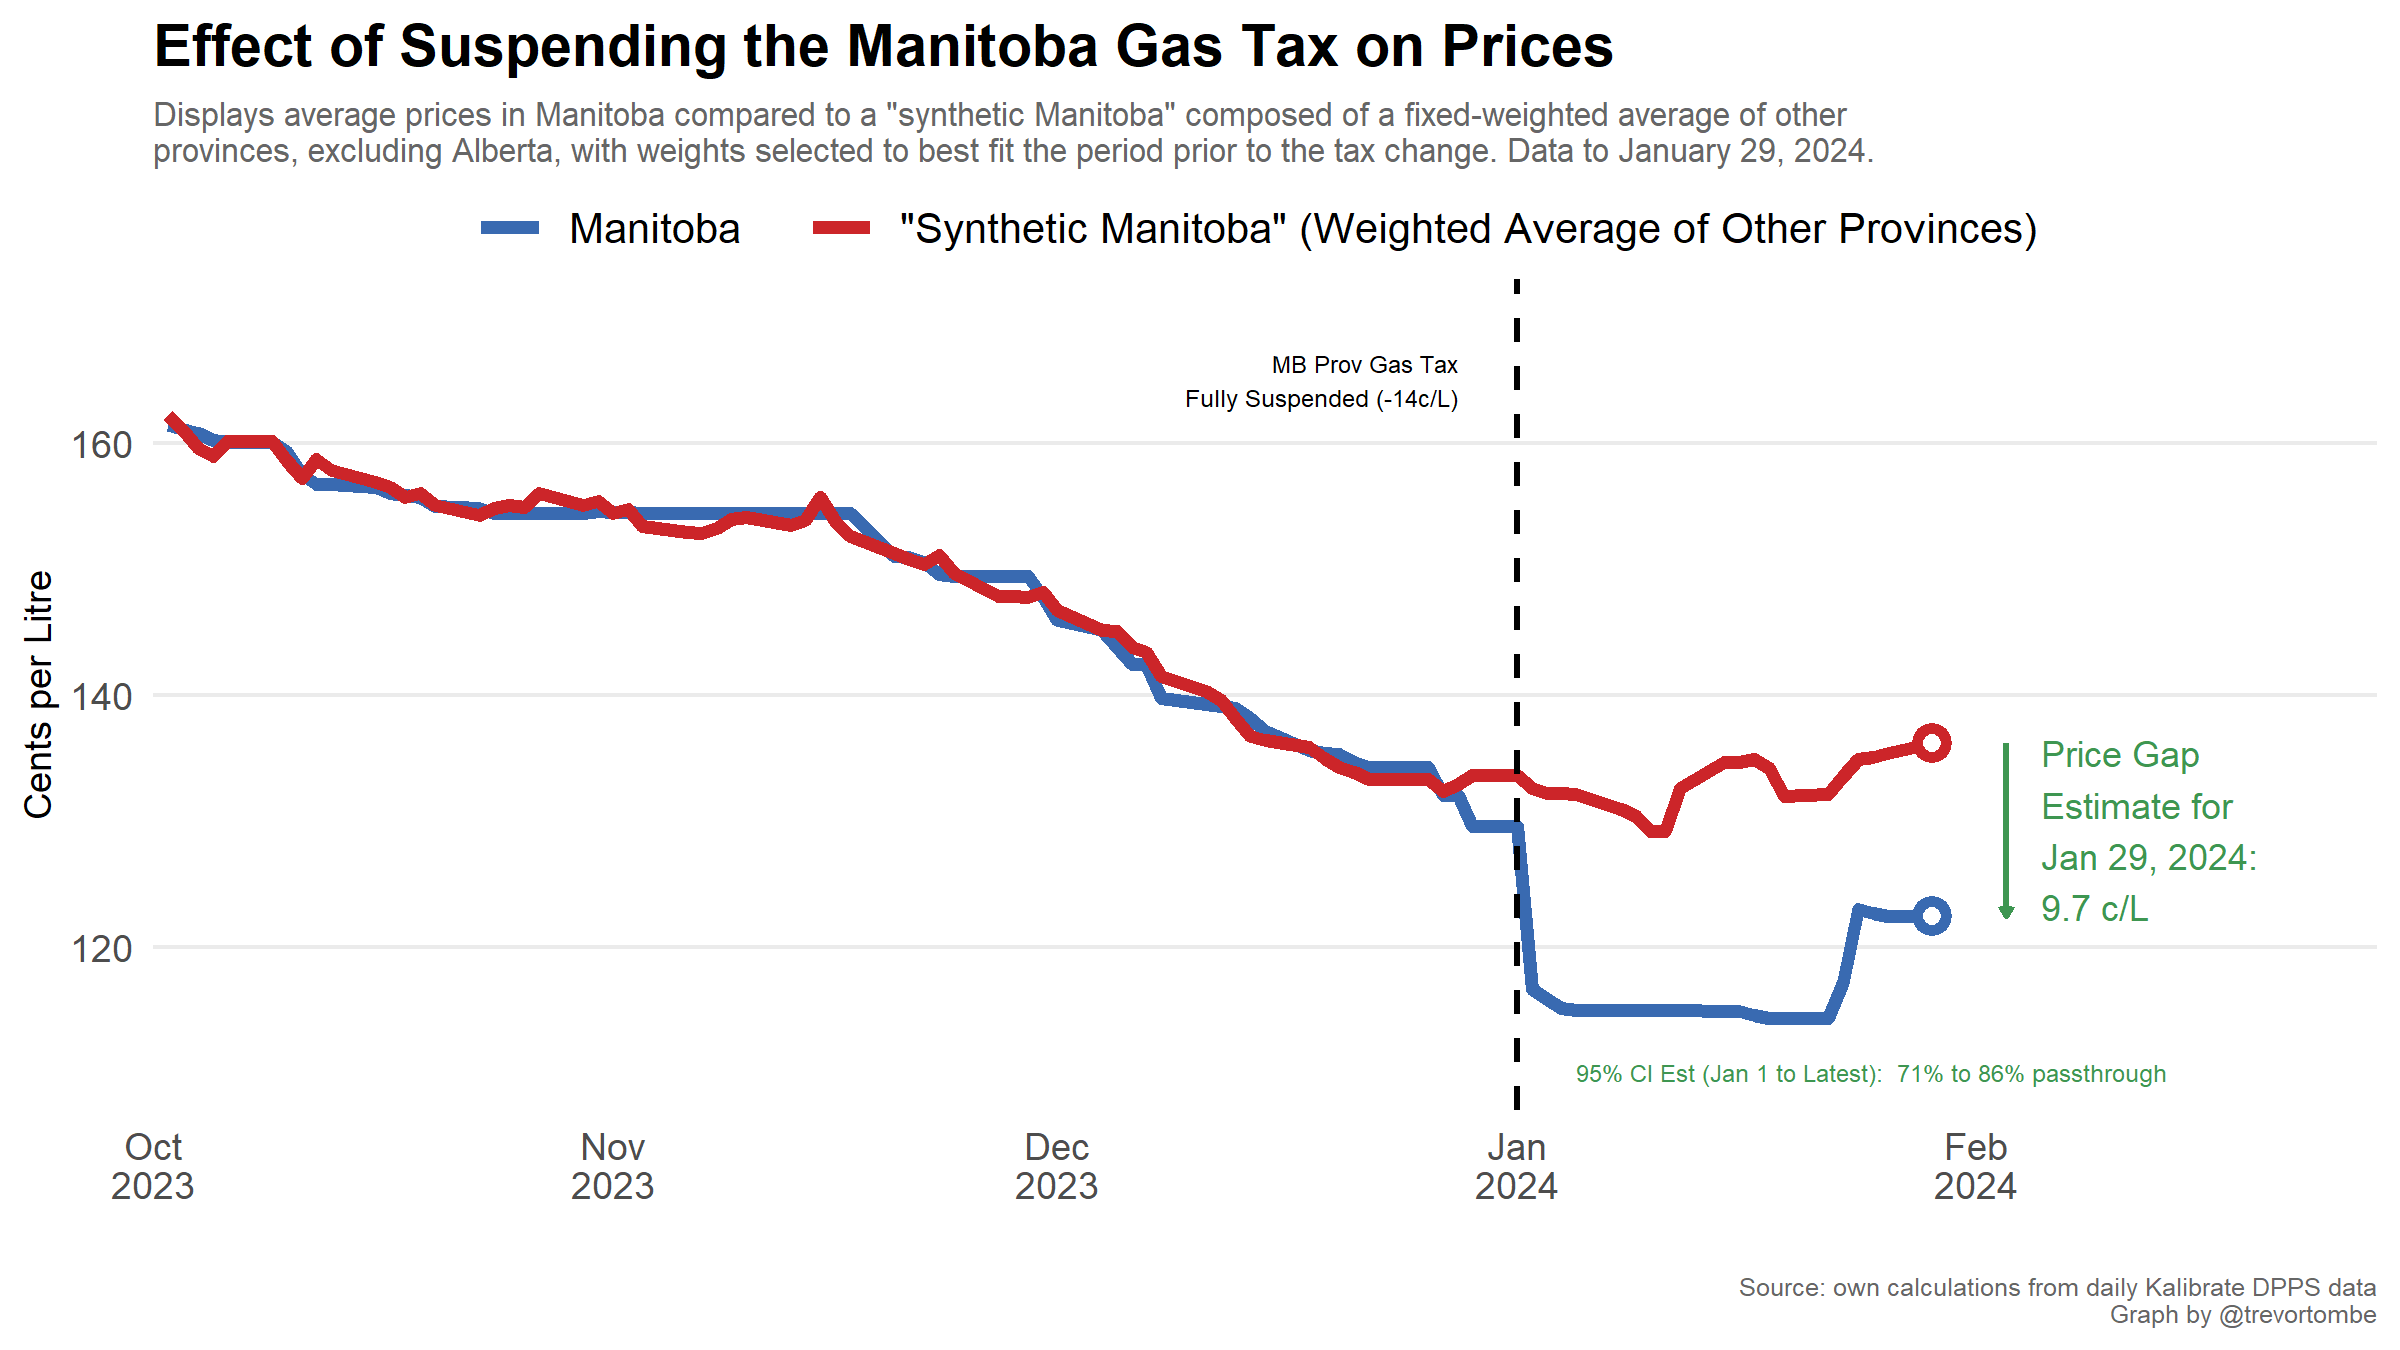 Effect of Suspending the Manitoba Gas Tax on Prices
Displays average prices in Manitoba compared to a "synthetic Manitoba" composed of a fixed-weighted average of other
provinces, excluding Alberta, with weights selected to best fit the period prior to the tax change. Data to January 29, 2024.
Manitoba
"Synthetic Manitoba" (Weighted Average of Other Provinces)
MB Prov Gas Tax
Fully Suspended (-14c/L)
Cents per Litre
160
140
120
Price Gap
Estimate for
Jan 29, 2024:
9.7 c/L
95% CI Est (Jan 1 to Latest):  71% to 86% passthrough
Oct
2023
Nov
2023
Dec
2023
Jan
2024
Feb
2024
Source: own calculations from daily Kalibrate DPPS data
Graph by @trevortombe